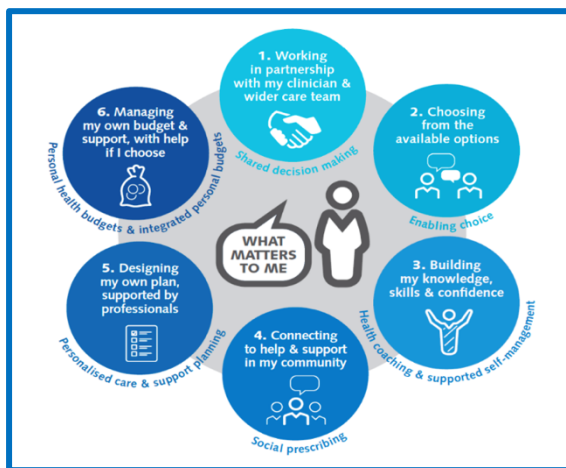 1. Working
in partnership
with my clinician &
wider care team
Shared decision making
2. Choosing
from the
available options
Enabling choice
3. Building
my knowledge,
skills & confidence
Health coaching & supported self-management
4. Connecting
to help & support
in my community
Social prescribing
5. Designing
my own plan,
supported by
professionals
Personalised care & support planning
6. Managing
my own budget &
support, with help
if I choose
Personal health budgets & integrated personal budgets
WHAT
MATTERS
TO ME